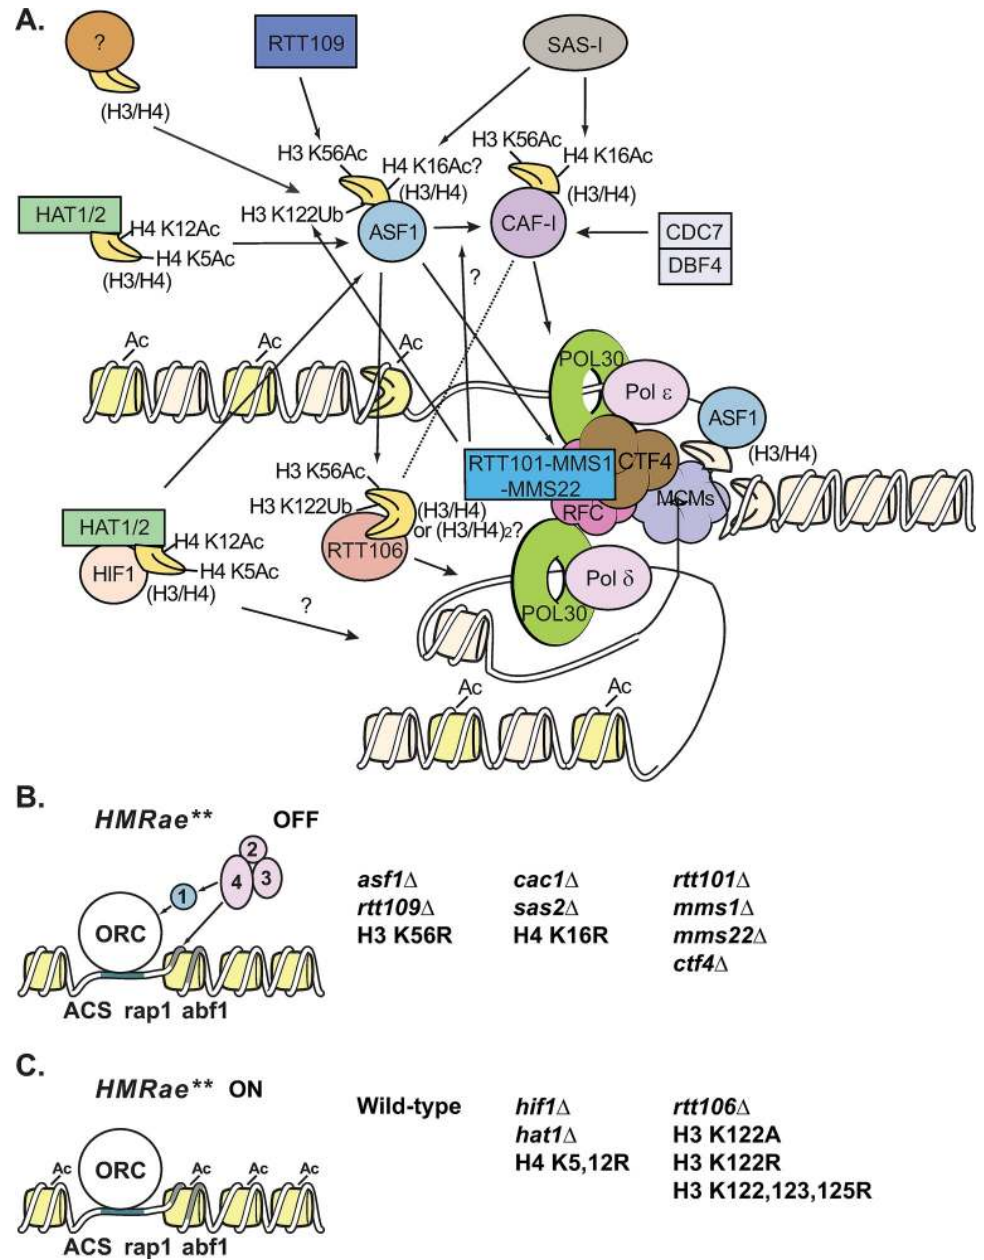 A.
?
(H3/H4)
RTT109
SAS-I
H3 K56Ac
H4 K16Ac?
(H3/H4)
H3 K122Ub
ASF1
H3 K56Ac
H4 K16Ac
(H3/H4)
CAF-I
HAT1/2
H4 K12Ac
H4 K5Ac
(H3/H4)
CDC7
DBF4
?
Ac
Ac
Ac
POL30
Pol ε
ASF1
(H3/H4)
H3 K56Ac
H3 K122Ub
(H3/H4)
or (H3/H4)2?
RTT106
RTT101-MMS1
-MMS22
CTF4
RFC
MCMs
HAT1/2
H4 K12Ac
H4 K5Ac
HIF1
(H3/H4)
?
POL30
Pol δ
Ac
Ac
B.
HMRae** OFF
2
4 3
1
ORC
ACS rap1 abf1
asf1Δ
rtt109Δ
H3 K56R
cac1Δ
sas2Δ
H4 K16R
rtt101Δ
mms1Δ
mms22Δ
ctf4Δ
C.
HMRae** ON
Ac
Ac
Ac
ORC
ACS rap1 abf1
Wild-type
hif1Δ
hat1Δ
H4 K5,12R
rtt106Δ
H3 K122A
H3 K122R
H3 K122,123,125R